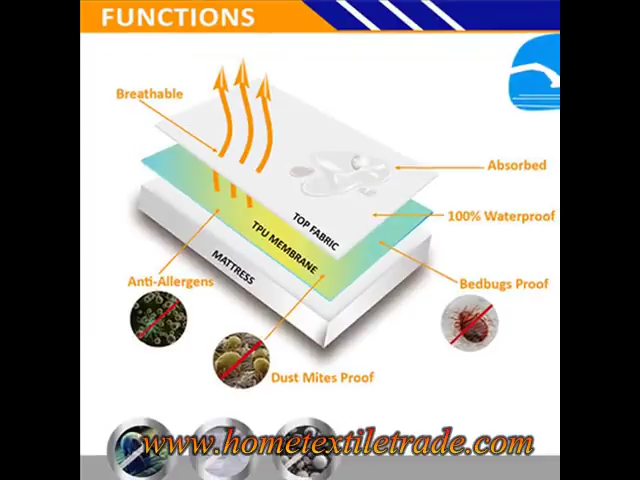 FUNCTIONS
Breathable
Absorbed
TOP FABRIC
100% Waterproof
TPU MEMBRANE
MATTRESS
Anti-Allergens
Bedbugs Proof
Dust Mites Proof
www.hometextiletrade.com